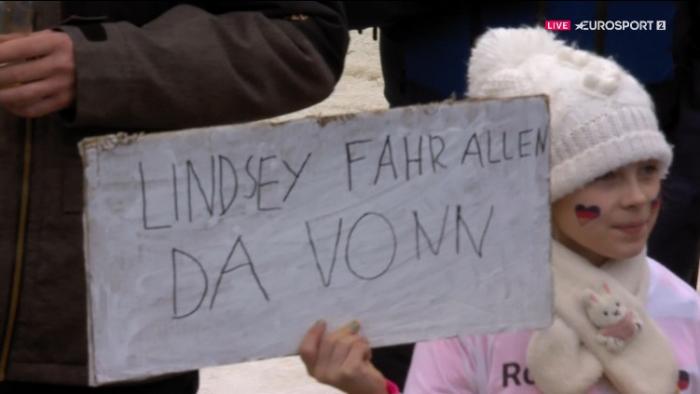 LIVE EUROSPORT 2
LINDSEY FAHR ALLEN
DA VONN
RO